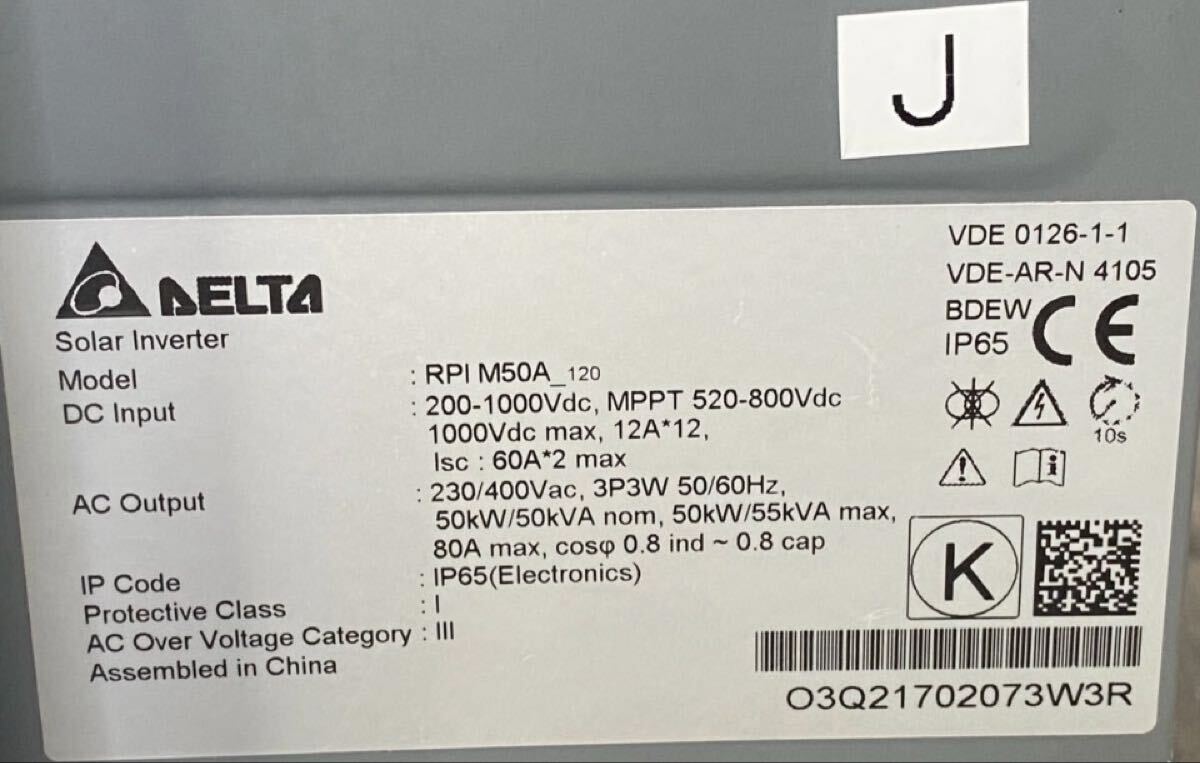 J
DELTA
VDE 0126-1-1
VDE-AR-N 4105
BDEW
IP65 CE
Solar Inverter
Model : RPI M50A_120
DC Input : 200-1000Vdc, MPPT 520-800Vdc
1000Vdc max, 12A*12,
Isc : 60A*2 max
AC Output : 230/400Vac, 3P3W 50/60Hz,
50kW/50kVA nom, 50kW/55kVA max,
80A max, cosφ 0.8 ind ~ 0.8 cap
IP Code : IP65(Electronics)
Protective Class : I
AC Over Voltage Category : III
Assembled in China
10s
K
O3Q21702073W3R